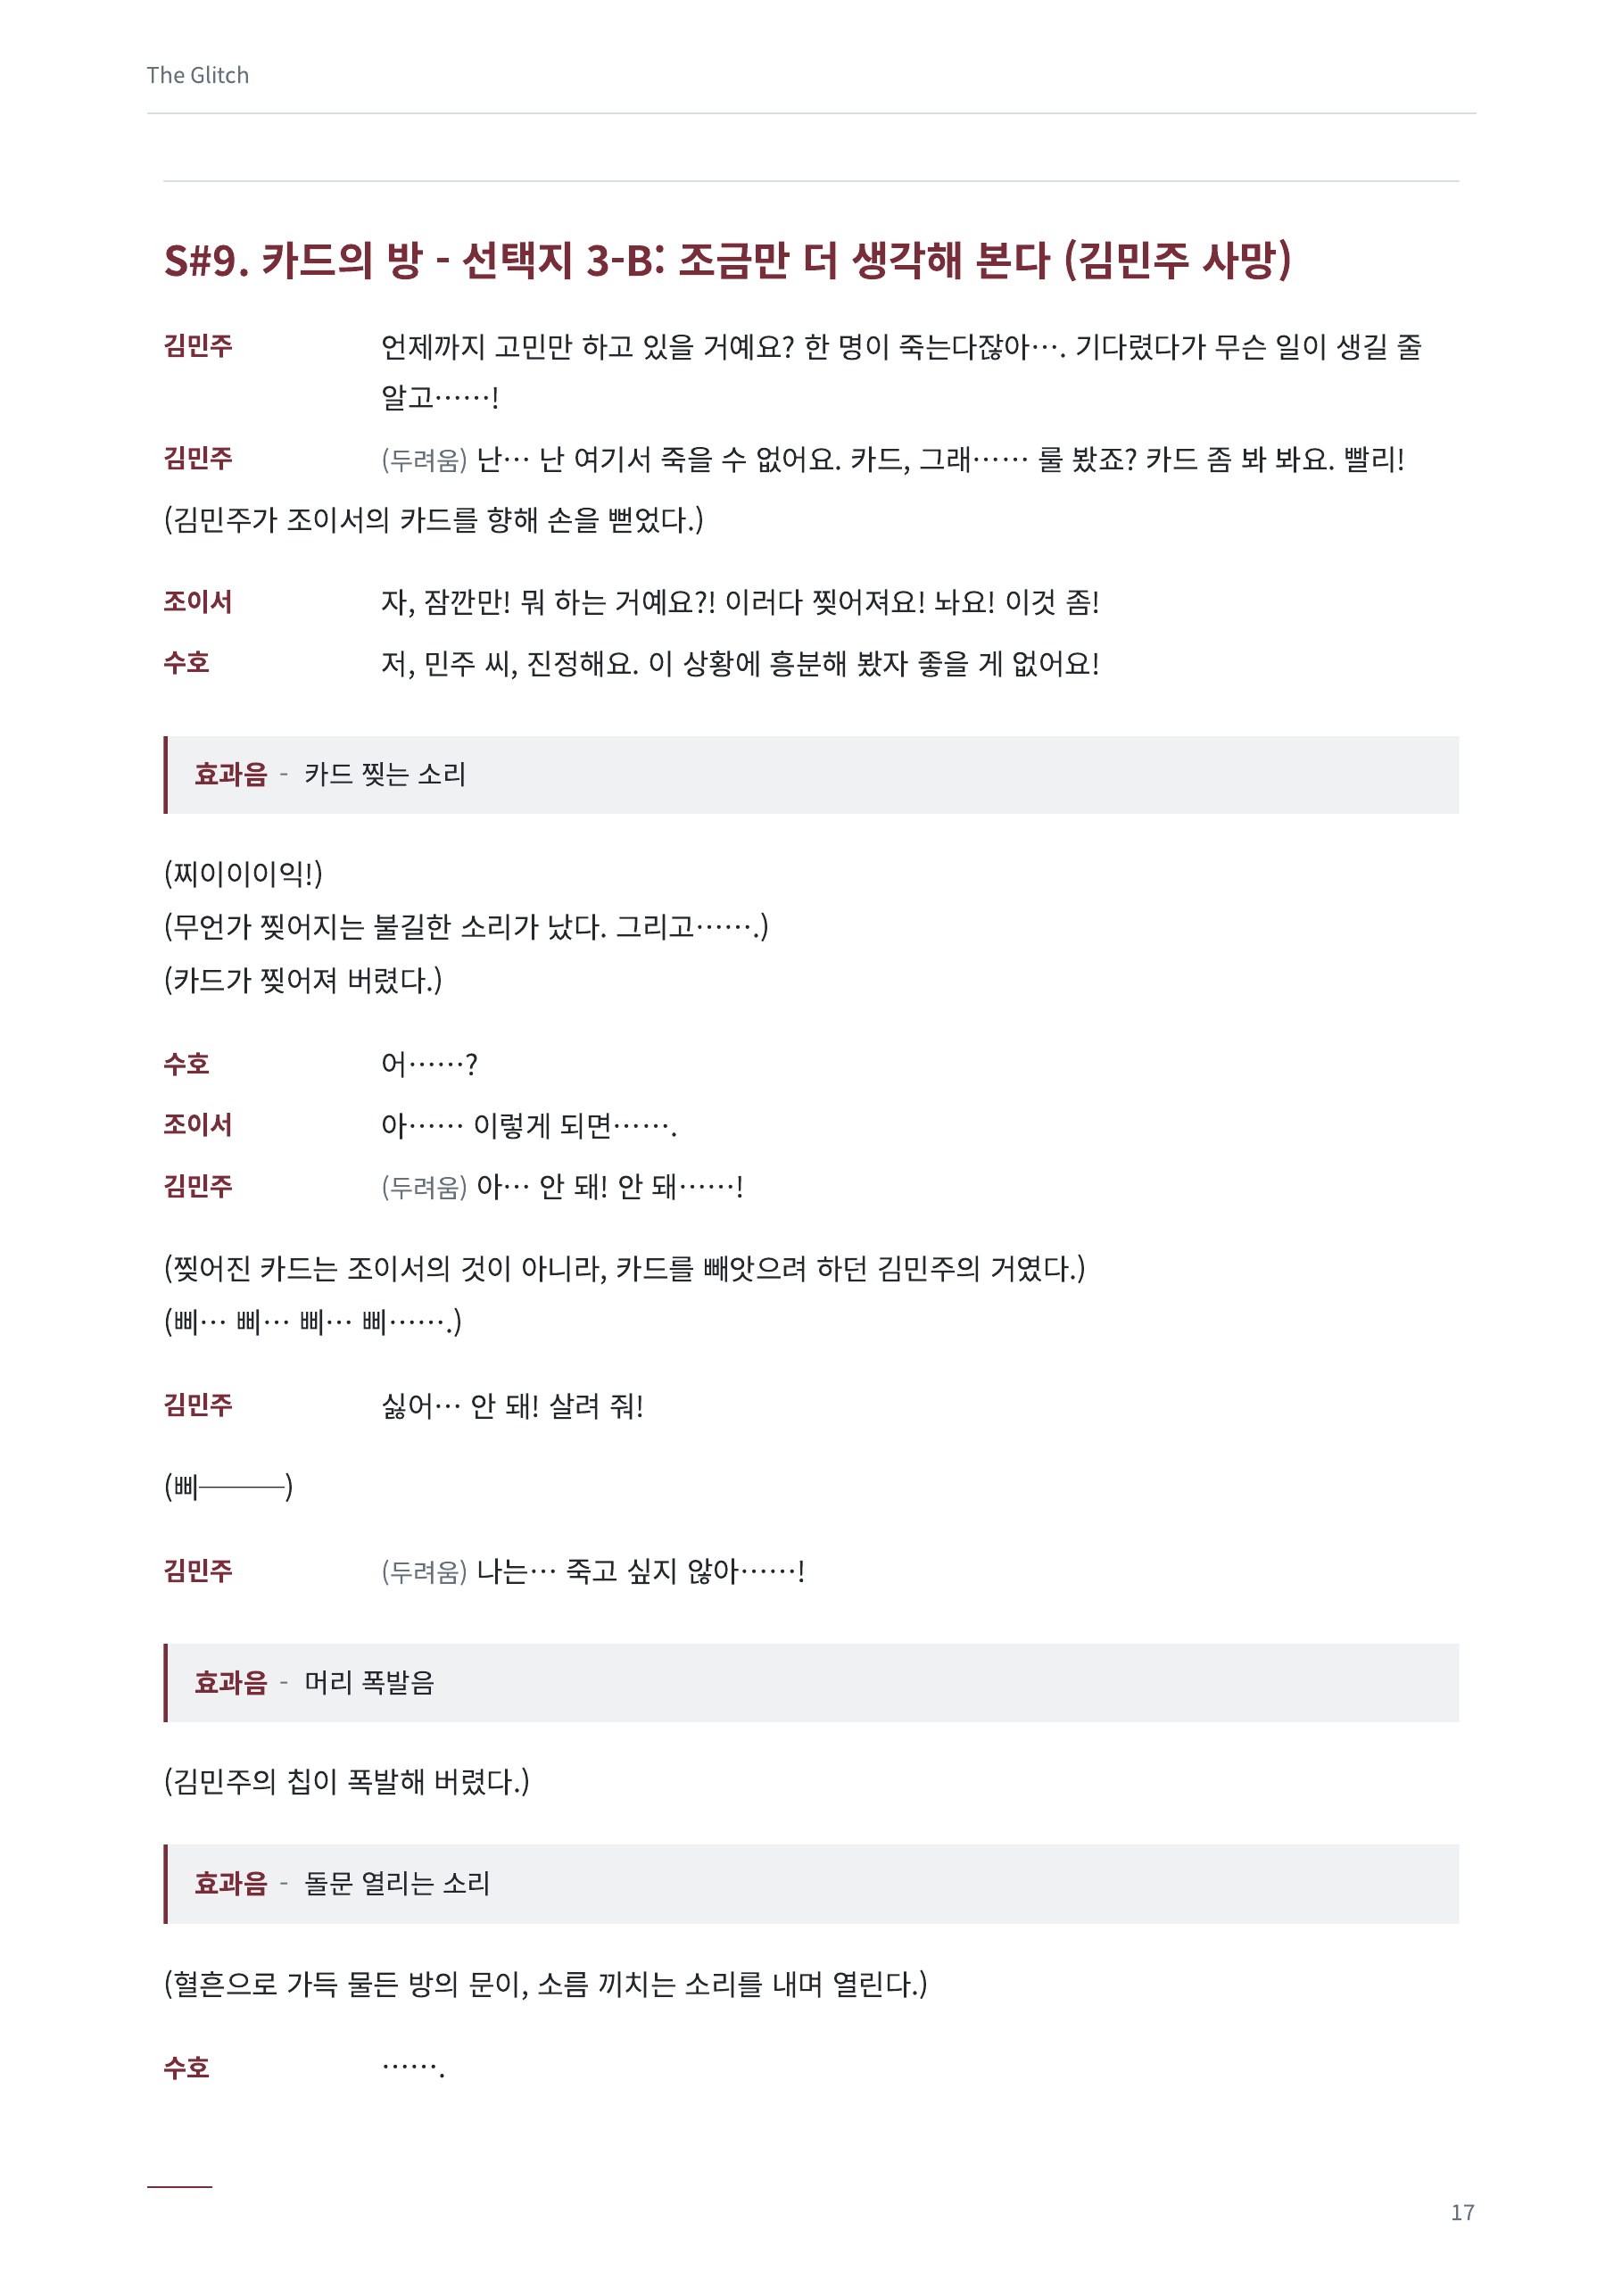 The Glitch
S#9. 카드의 방 - 선택지 3-B: 조금만 더 생각해 본다 (김민주 사망)
김민주 언제까지 고민만 하고 있을 거예요? 한 명이 죽는다잖아…. 기다렸다가 무슨 일이 생길 줄
알고……!
김민주 (두려움) 난… 난 여기서 죽을 수 없어요. 카드, 그래…… 룰 봤죠? 카드 좀 봐 봐요. 빨리!
(김민주가 조이서의 카드를 향해 손을 뻗었다.)
조이서 자, 잠깐만! 뭐 하는 거예요?! 이러다 찢어져요! 놔요! 이것 좀!
수호 저, 민주 씨, 진정해요. 이 상황에 흥분해 봤자 좋을 게 없어요!
효과음 - 카드 찢는 소리
(찌이이이익!)
(무언가 찢어지는 불길한 소리가 났다. 그리고…….)
(카드가 찢어져 버렸다.)
수호 어……?
조이서 아…… 이렇게 되면…….
김민주 (두려움) 아… 안 돼! 안 돼……!
(찢어진 카드는 조이서의 것이 아니라, 카드를 빼앗으려 하던 김민주의 거였다.)
(삐… 삐… 삐… 삐…….)
김민주 싫어… 안 돼! 살려 줘!
(삐────)
김민주 (두려움) 나는… 죽고 싶지 않아……!
효과음 - 머리 폭발음
(김민주의 칩이 폭발해 버렸다.)
효과음 - 돌문 열리는 소리
(혈흔으로 가득 물든 방의 문이, 소름 끼치는 소리를 내며 열린다.)
수호 …….
17